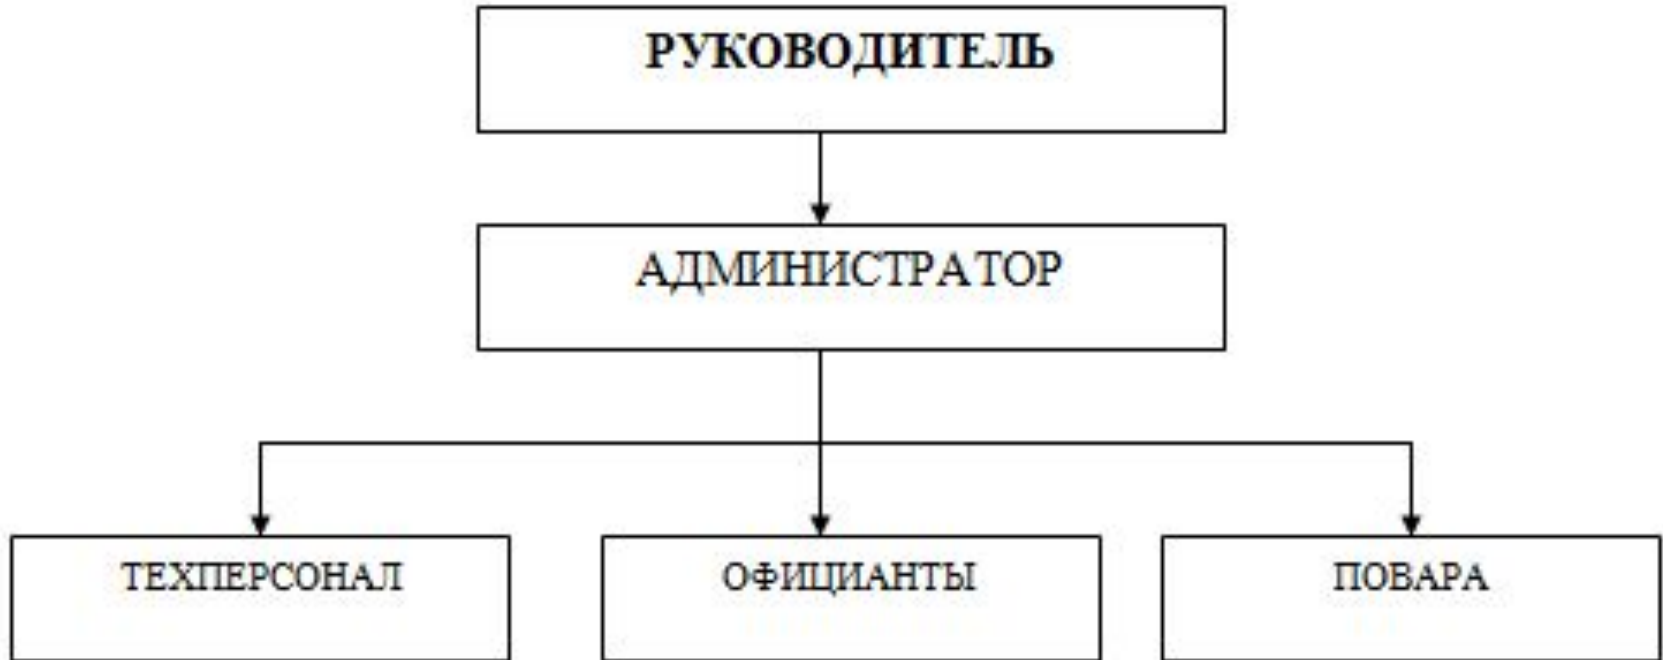 РУКОВОДИТЕЛЬ
АДМИНИСТРАТОР
ТЕХПЕРСОНАЛ
ОФИЦИАНТЫ
ПОВАРА